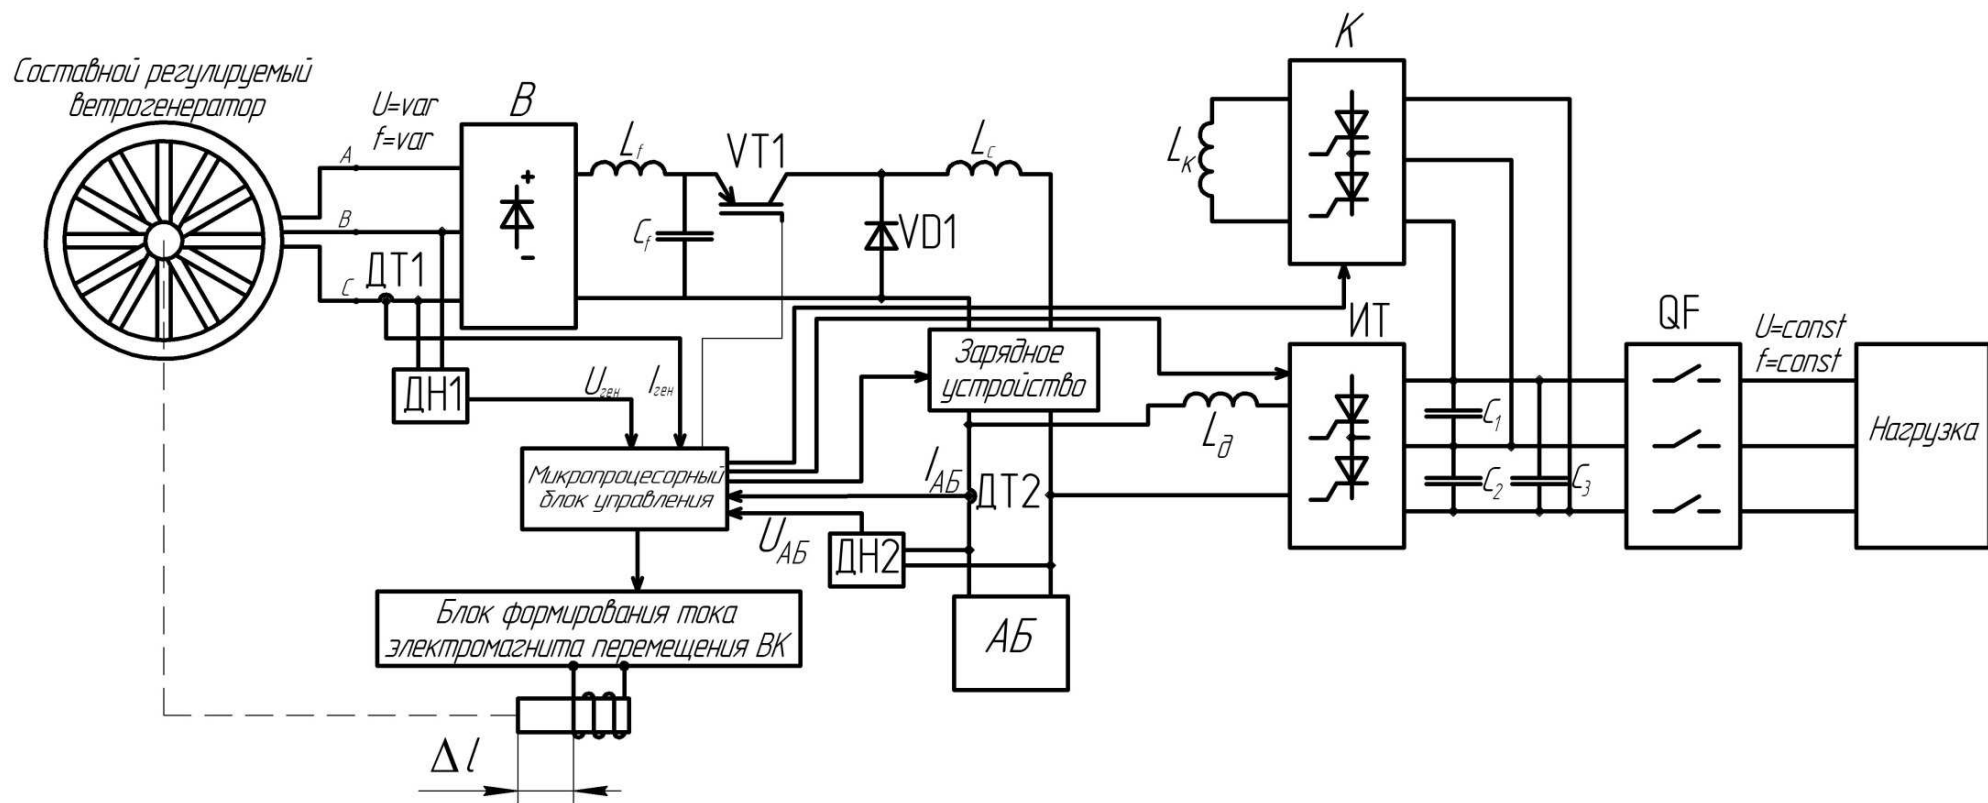 Составной регулируемый
ветрогенератор
U=var
f=var
A
B
C
ДТ1
В
+
-
L_f
C_f
VT1
VD1
L_c
К
L_К
ДН1
U_ген
I_ген
Зарядное
устройство
ИТ
L_д
QF
U=const
f=const
Нагрузка
C_1
C_2
C_3
Микропроцесорный
блок управления
I_АБ
ДТ2
U_АБ
ДН2
АБ
Блок формирования тока
электромагнита перемещения ВК
Δl